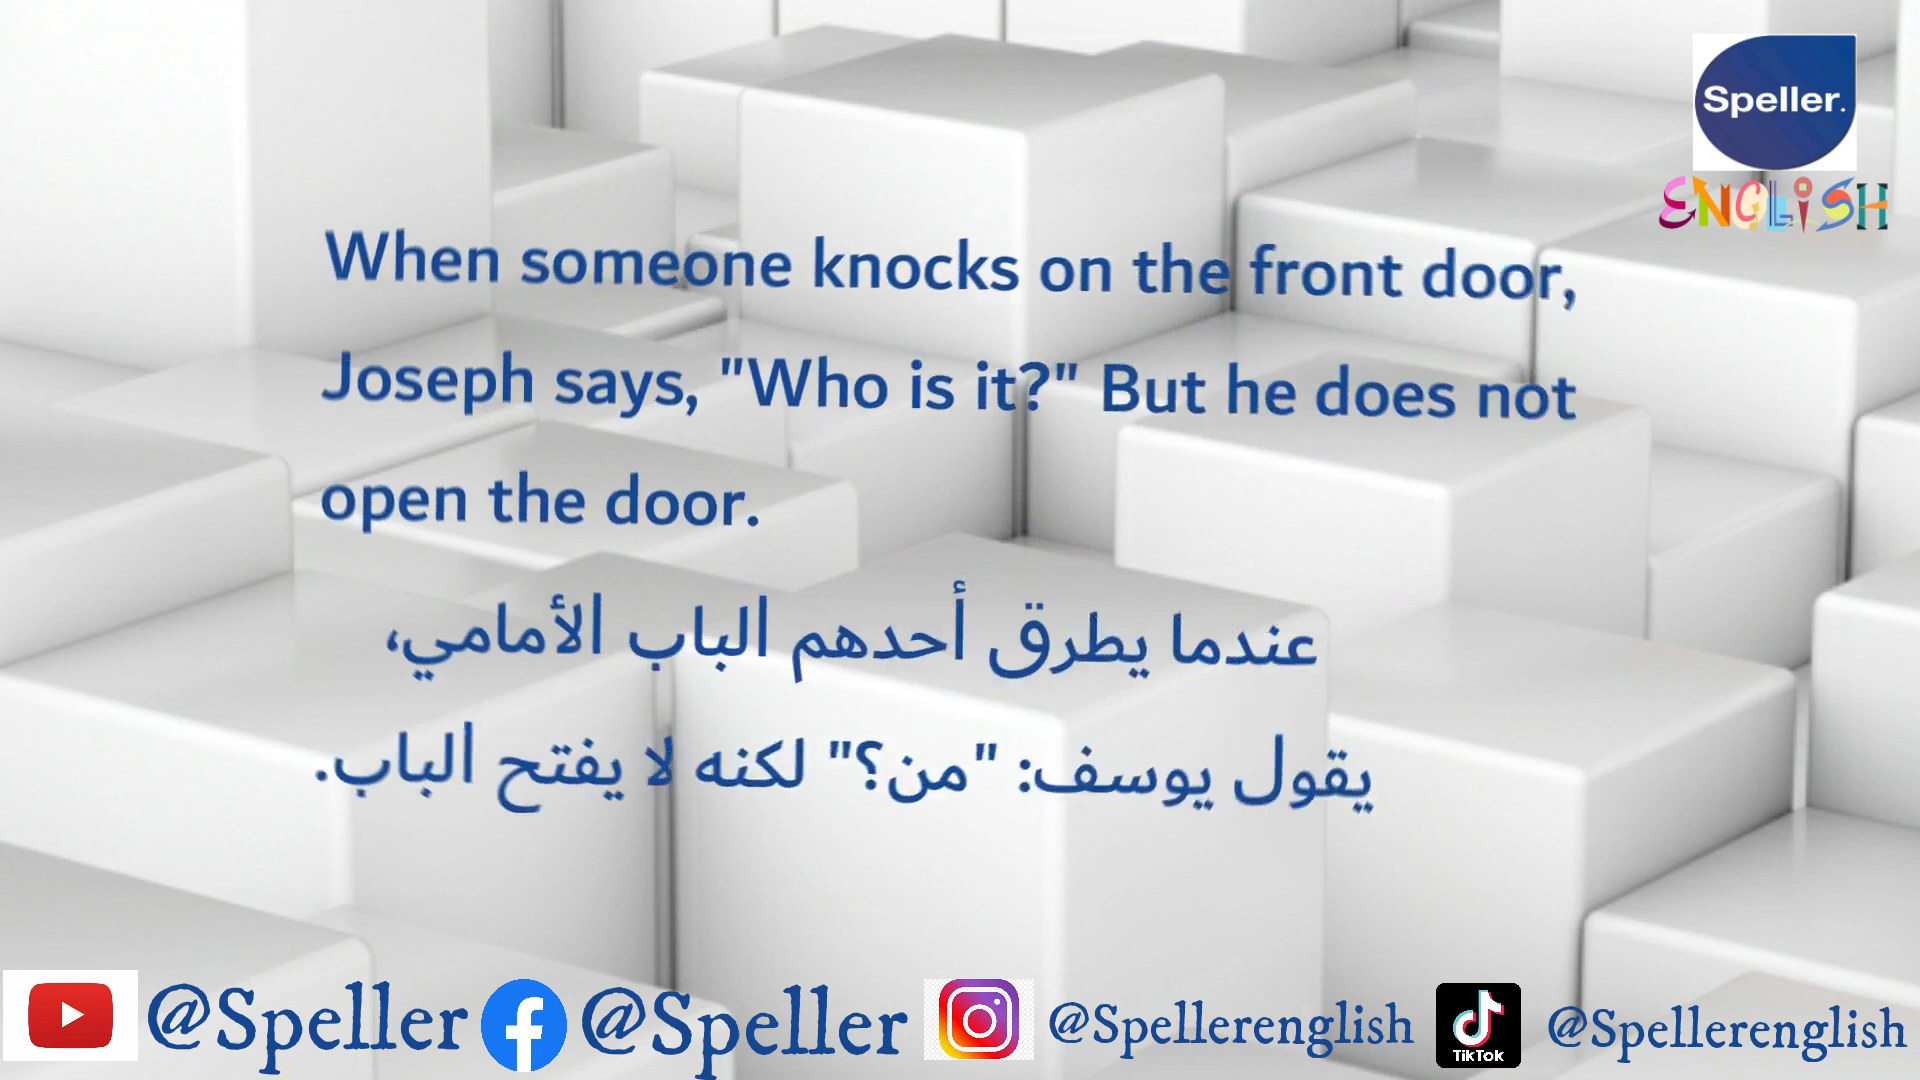 Speller.
ENGLISH
When someone knocks on the front door,
Joseph says, "Who is it?" But he does not
open the door.
عندما يطرق أحدهم الباب الأمامي،
يقول يوسف: "من؟" لكنه لا يفتح الباب.
@Speller @Speller @Spellerenglish TikTok @Spellerenglish